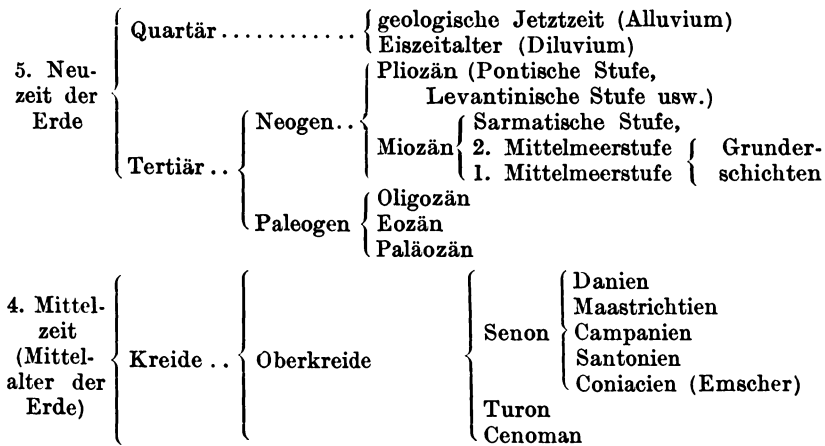 Quartär ............ geologische Jetztzeit (Alluvium)
Eiszeitalter (Diluvium)
5. Neu-
zeit der
Erde
Pliozän (Pontische Stufe,
Levantinische Stufe usw.)
Neogen..
Sarmatische Stufe,
Miozän 2. Mittelmeerstufe Grunder-
1. Mittelmeerstufe schichten
Tertiär ..
Oligozän
Paleogen Eozän
Paläozän
4. Mittel-
zeit
(Mittel-
alter der
Erde)
Kreide .. Oberkreide
Senon
Danien
Maastrichtien
Campanien
Santonien
Coniacien (Emscher)
Turon
Cenoman